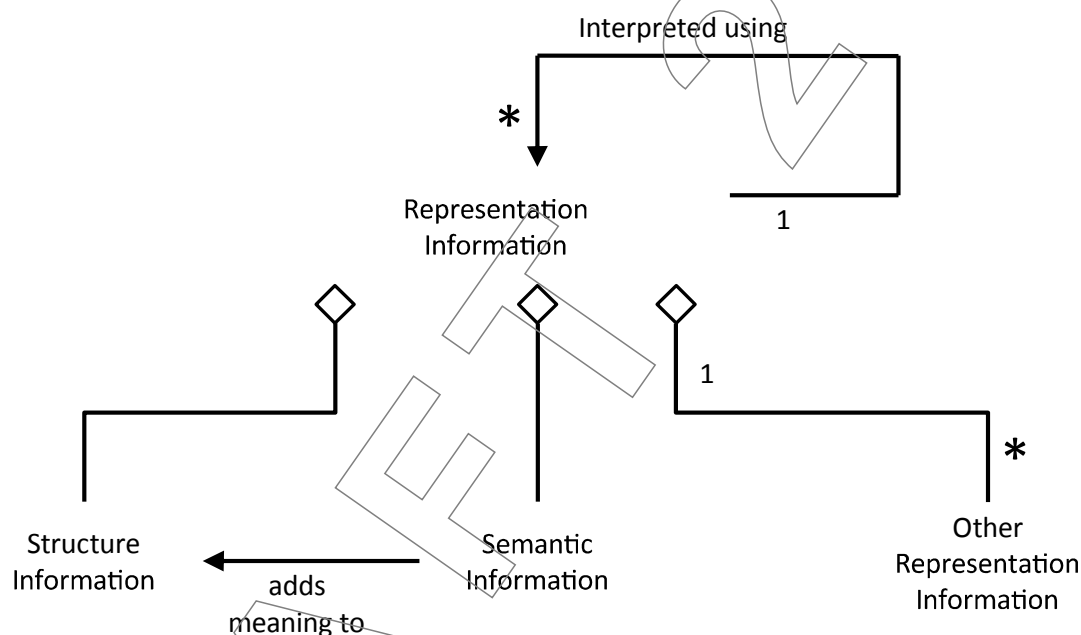 Interpreted using
*
Representation
Information
1
1
*
Structure
Information
adds
meaning to
Semantic
Information
Other
Representation
Information